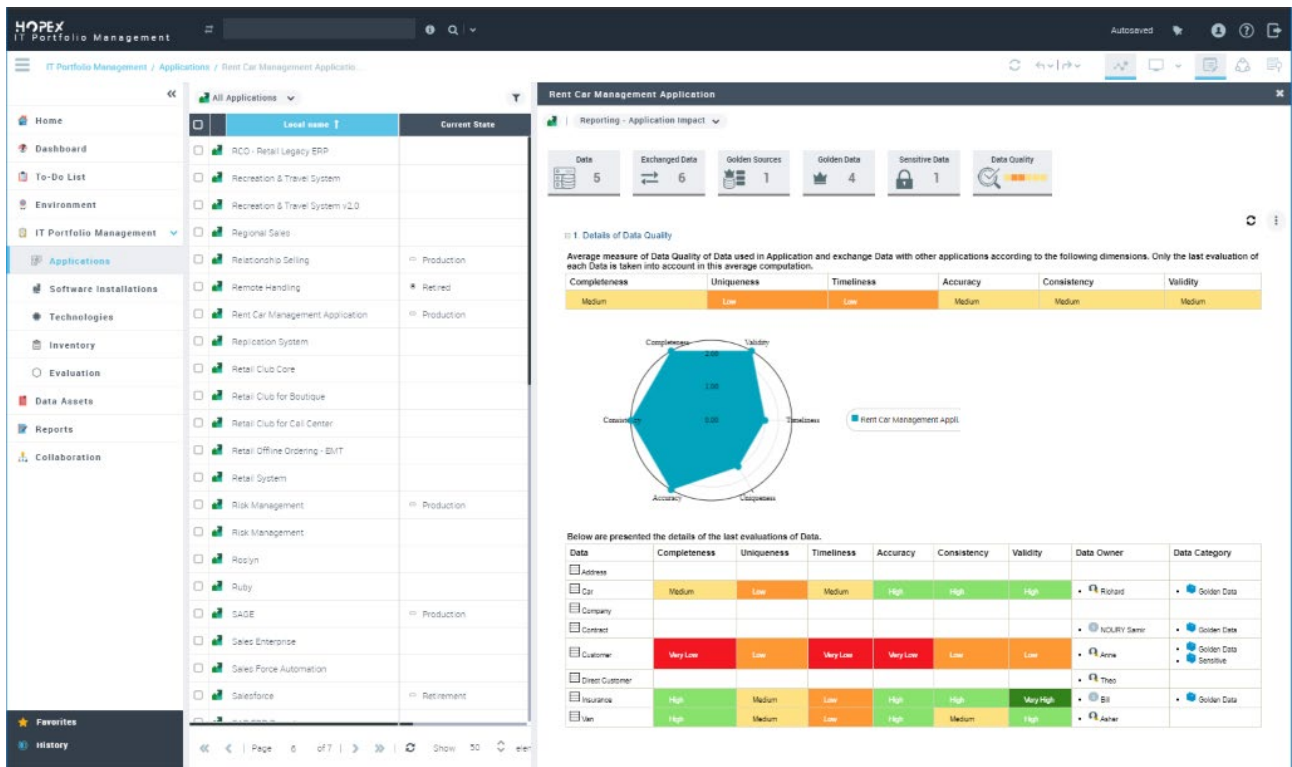 HOPEX
IT Portfolio Management
Autosaved
IT Portfolio Management / Applications / Rent Car Management Applicatio...
Home
Dashboard
To-Do List
Environment
IT Portfolio Management
Applications
Software Installations
Technologies
Inventory
Evaluation
Data Assets
Reports
Collaboration
Favorites
History
All Applications
Local name Current State
RCO - Retail Legacy ERP
Recreation & Travel System
Recreation & Travel System v2.0
Regional Sales
Relationship Selling Production
Remote Handling Retired
Rent Car Management Application Production
Replication System
Retail Club Core
Retail Club for Boutique
Retail Club for Call Center
Retail Offline Ordering - EMT
Retail System
Risk Management Production
Risk Management
Roslyn
Ruby
SAGE Production
Sales Enterprise
Sales Force Automation
Salesforce Retirement
Page 6 of 7 Show 50 elem
Rent Car Management Application
Reporting - Application Impact
Data 5
Exchanged Data 6
Golden Sources 1
Golden Data 4
Sensitive Data 1
Data Quality
1. Details of Data Quality
Average measure of Data Quality of Data used in Application and exchange Data with other applications according to the following dimensions. Only the last evaluation of
each Data is taken into account in this average computation.
Completeness Uniqueness Timeliness Accuracy Consistency Validity
Medium Low Low Medium Medium Medium
Completeness Validity
2.00
1.00
Consistency 0.00 Timeliness
Accuracy Uniqueness
Rent Car Management Appli.
Below are presented the details of the last evaluations of Data.
Data Completeness Uniqueness Timeliness Accuracy Consistency Validity Data Owner Data Category
Address
Car Medium Low Medium High High High Richard Golden Data
Company
Contract NOURY Samir Golden Data
Customer Very Low Low Very Low Very Low Low Low Anne Golden Data
Sensitive
Direct Customer Theo
Insurance High Medium Low High High Very High Bill Golden Data
Van High Medium Low High Medium High Asher